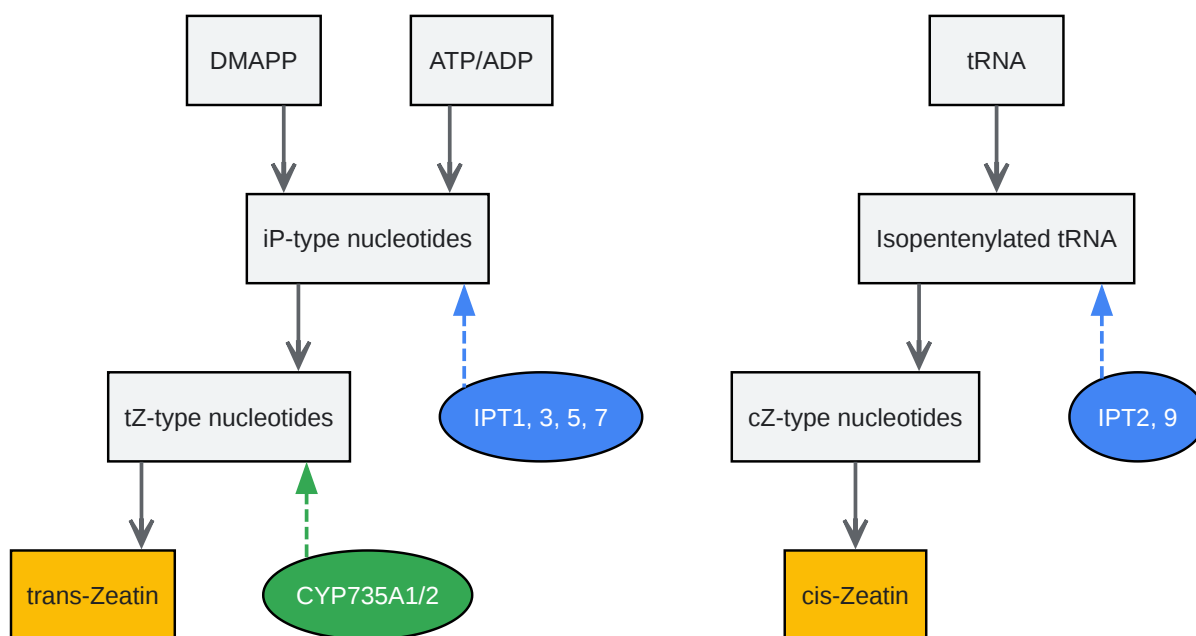 DMAPP
ATP/ADP
tRNA
iP-type nucleotides
Isopentenylated tRNA
tZ-type nucleotides
IPT1, 3, 5, 7
cZ-type nucleotides
IPT2, 9
trans-Zeatin
CYP735A1/2
cis-Zeatin